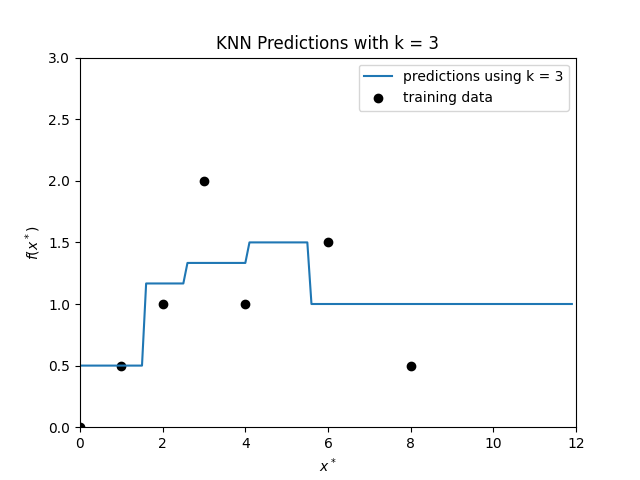 KNN Predictions with k = 3
predictions using k = 3
training data
3.0
2.5
2.0
1.5
1.0
0.5
0.0
f(x*)
0 2 4 6 8 10 12
x*